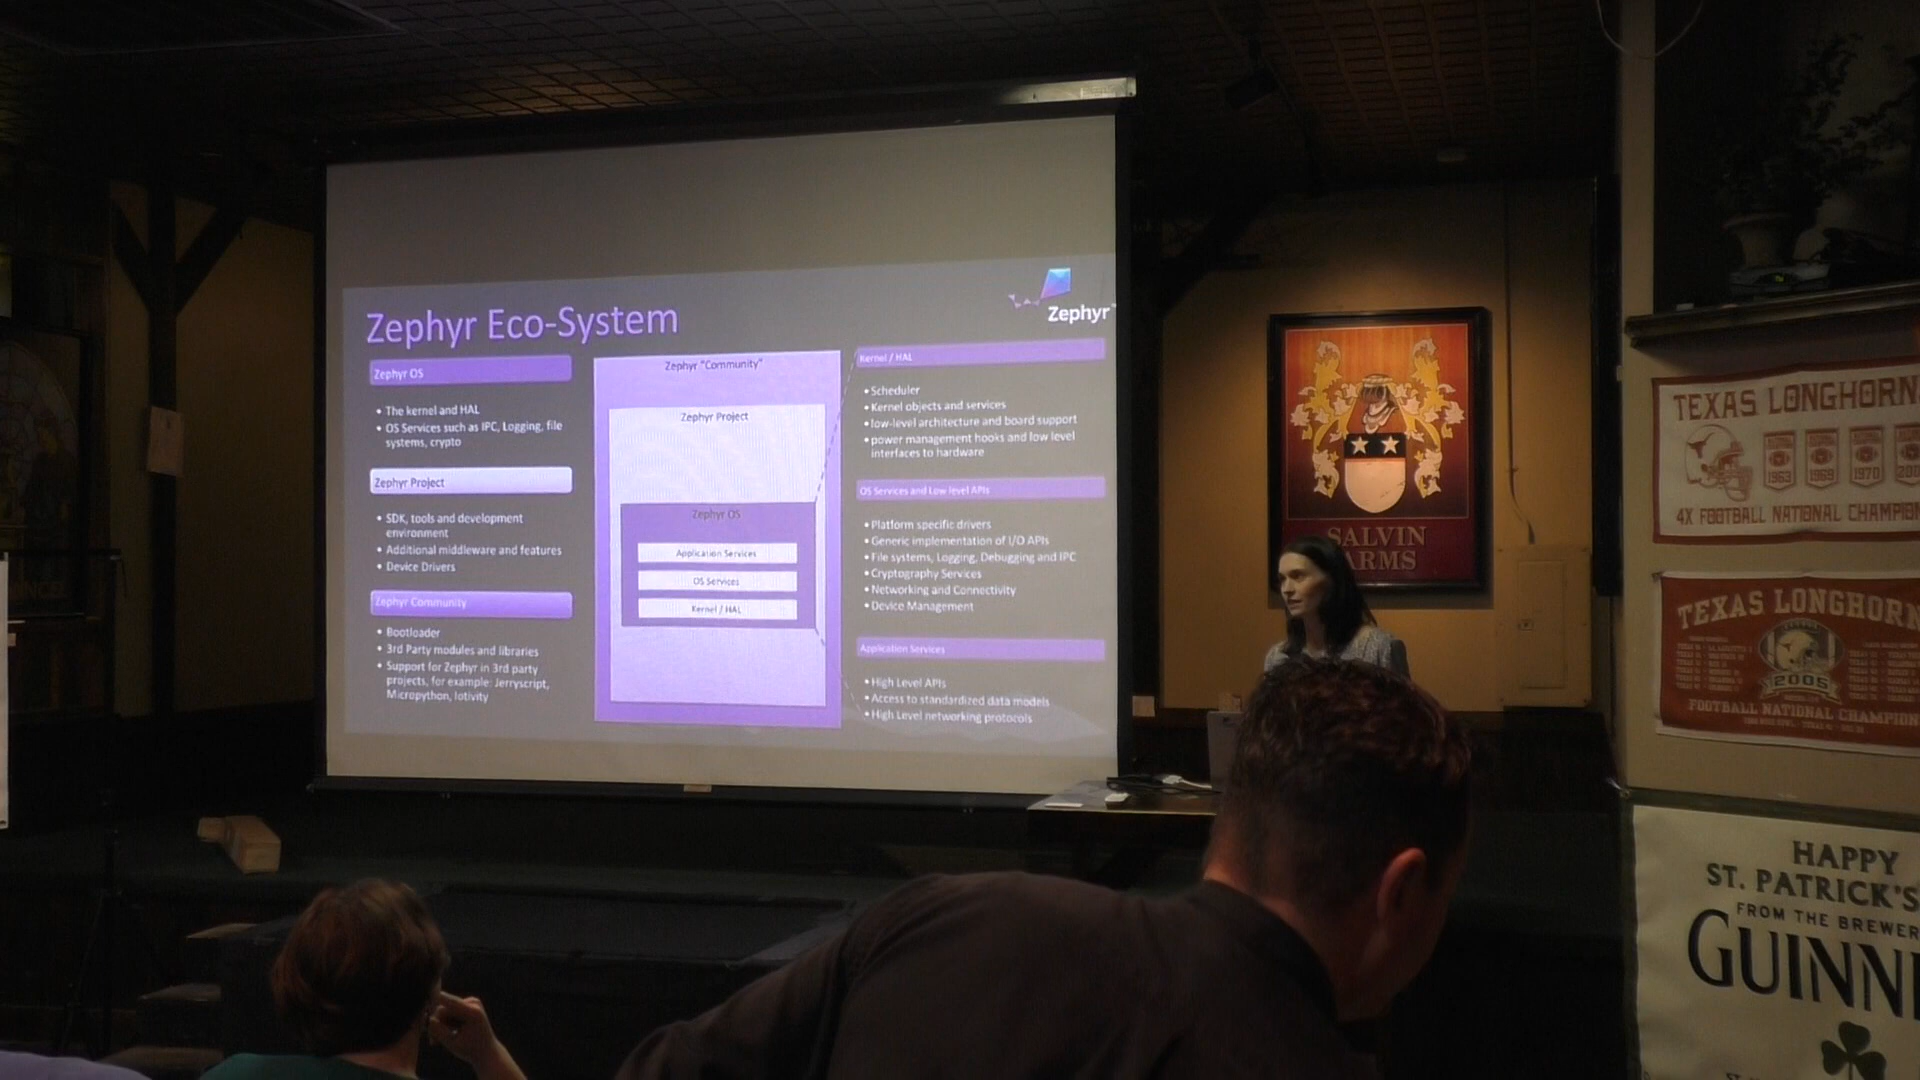 Zephyr Eco-System
Zephyr
Zephyr OS
• The kernel and HAL
• OS Services such as IPC, Logging, file
systems, crypto
Zephyr Project
• SDK, tools and development
environment
• Additional middleware and features
• Device Drivers
Zephyr Community
• Bootloader
• 3rd Party modules and libraries
• Support for Zephyr in 3rd party
projects, for example: Jerryscript,
Micropython, Iotivity
Zephyr "Community"
Zephyr Project
Zephyr OS
Application Services
OS Services
Kernel / HAL
Kernel / HAL
• Scheduler
• Kernel objects and services
• low-level architecture and board support
• power management hooks and low level
interfaces to hardware
OS Services and Low level APIs
• Platform specific drivers
• Generic implementation of I/O APIs
• File systems, Logging, Debugging and IPC
• Cryptography Services
• Networking and Connectivity
• Device Management
Application Services
• High Level APIs
• Access to standardized data models
• High Level networking protocols
SALVIN
ARMS
TEXAS LONGHORN
1963 1969 1970 200
4X FOOTBALL NATIONAL CHAMPION
TEXAS LONGHORN
2005
FOOTBALL NATIONAL CHAMPION
HAPPY
ST. PATRICK'S
FROM THE BREWER
GUINNE